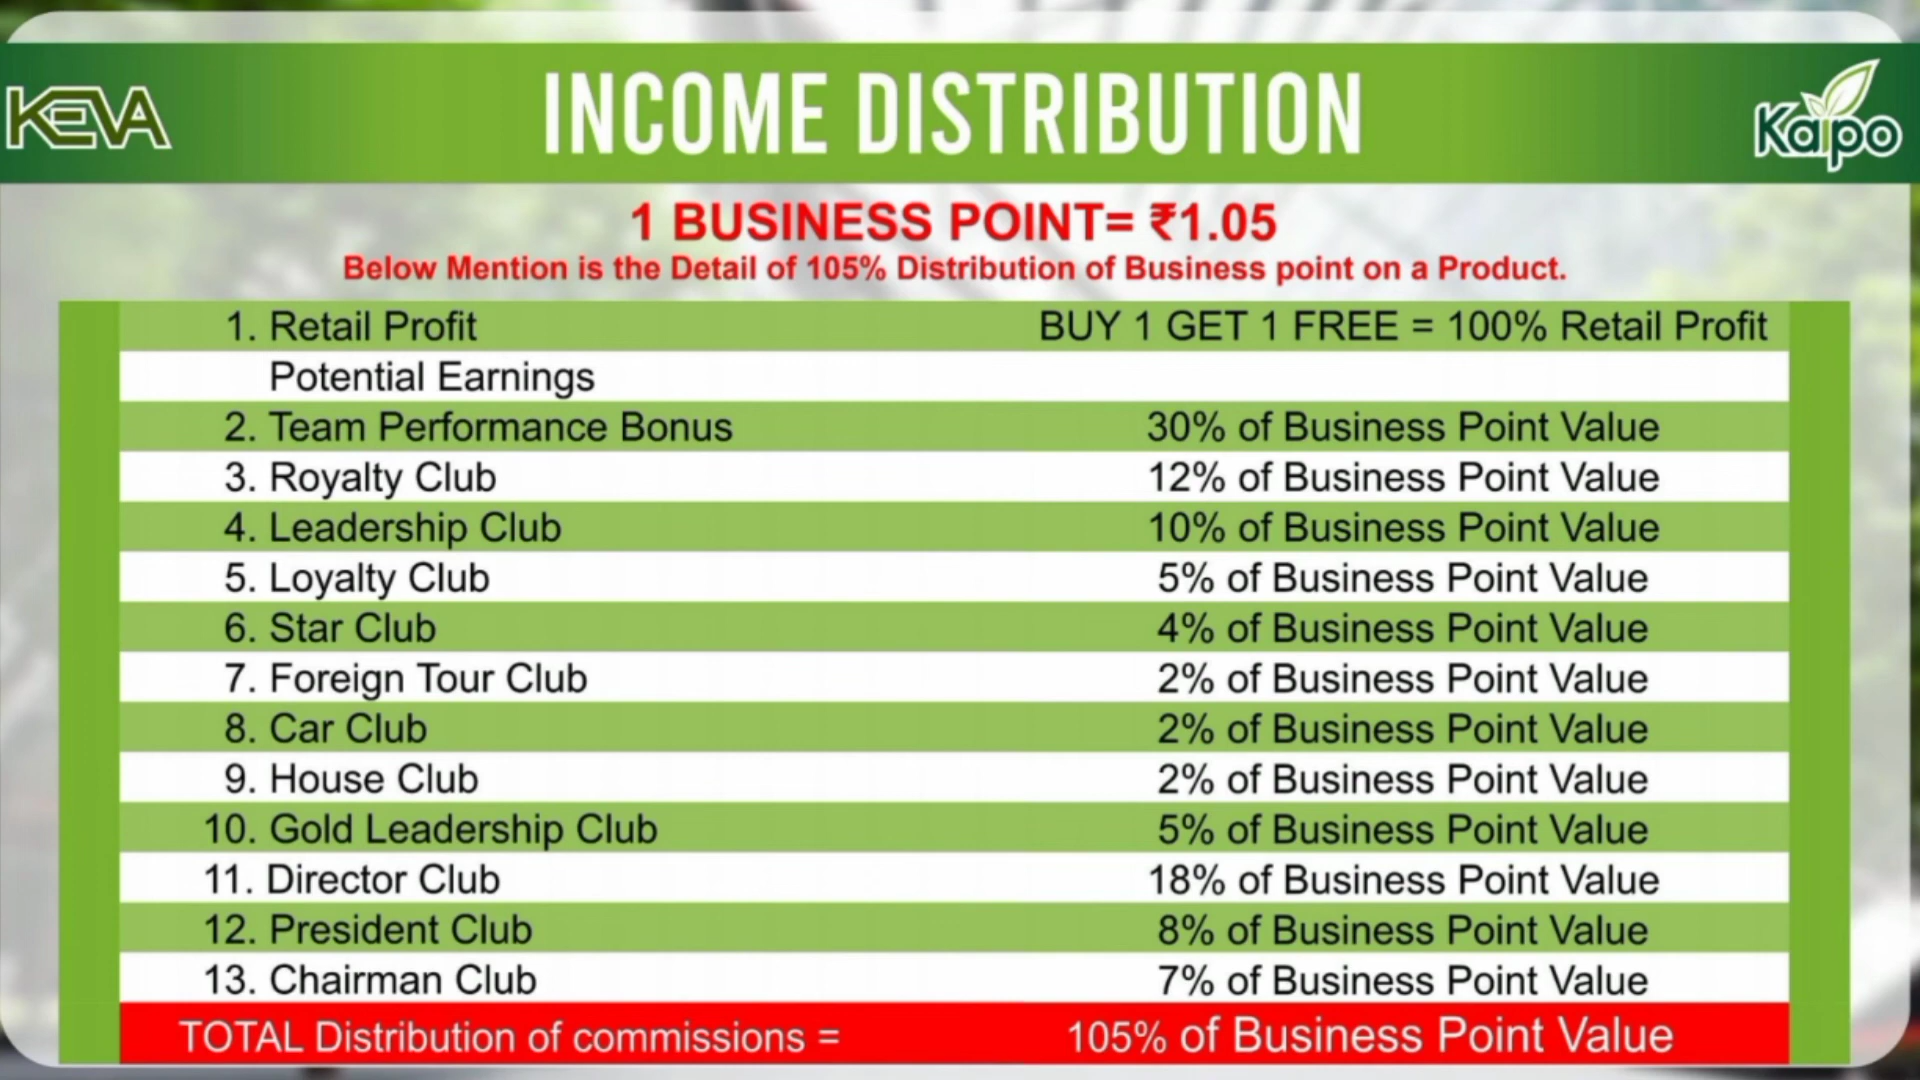 KEVA
INCOME DISTRIBUTION
Kaipo
1 BUSINESS POINT= ₹1.05
Below Mention is the Detail of 105% Distribution of Business point on a Product.
1. Retail Profit BUY 1 GET 1 FREE = 100% Retail Profit
Potential Earnings
2. Team Performance Bonus 30% of Business Point Value
3. Royalty Club 12% of Business Point Value
4. Leadership Club 10% of Business Point Value
5. Loyalty Club 5% of Business Point Value
6. Star Club 4% of Business Point Value
7. Foreign Tour Club 2% of Business Point Value
8. Car Club 2% of Business Point Value
9. House Club 2% of Business Point Value
10. Gold Leadership Club 5% of Business Point Value
11. Director Club 18% of Business Point Value
12. President Club 8% of Business Point Value
13. Chairman Club 7% of Business Point Value
TOTAL Distribution of commissions = 105% of Business Point Value